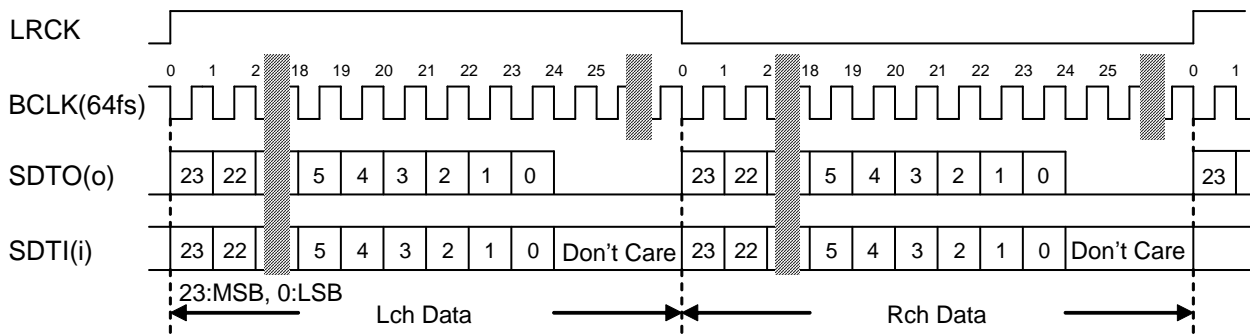 LRCK
0 1 2 18 19 20 21 22 23 24 25 0 1 2 18 19 20 21 22 23 24 25 0 1
BCLK(64fs)
SDTO(o) 23 22 5 4 3 2 1 0 23 22 5 4 3 2 1 0 23
SDTI(i) 23 22 5 4 3 2 1 0 Don't Care 23 22 5 4 3 2 1 0 Don't Care
23:MSB, 0:LSB
Lch Data Rch Data